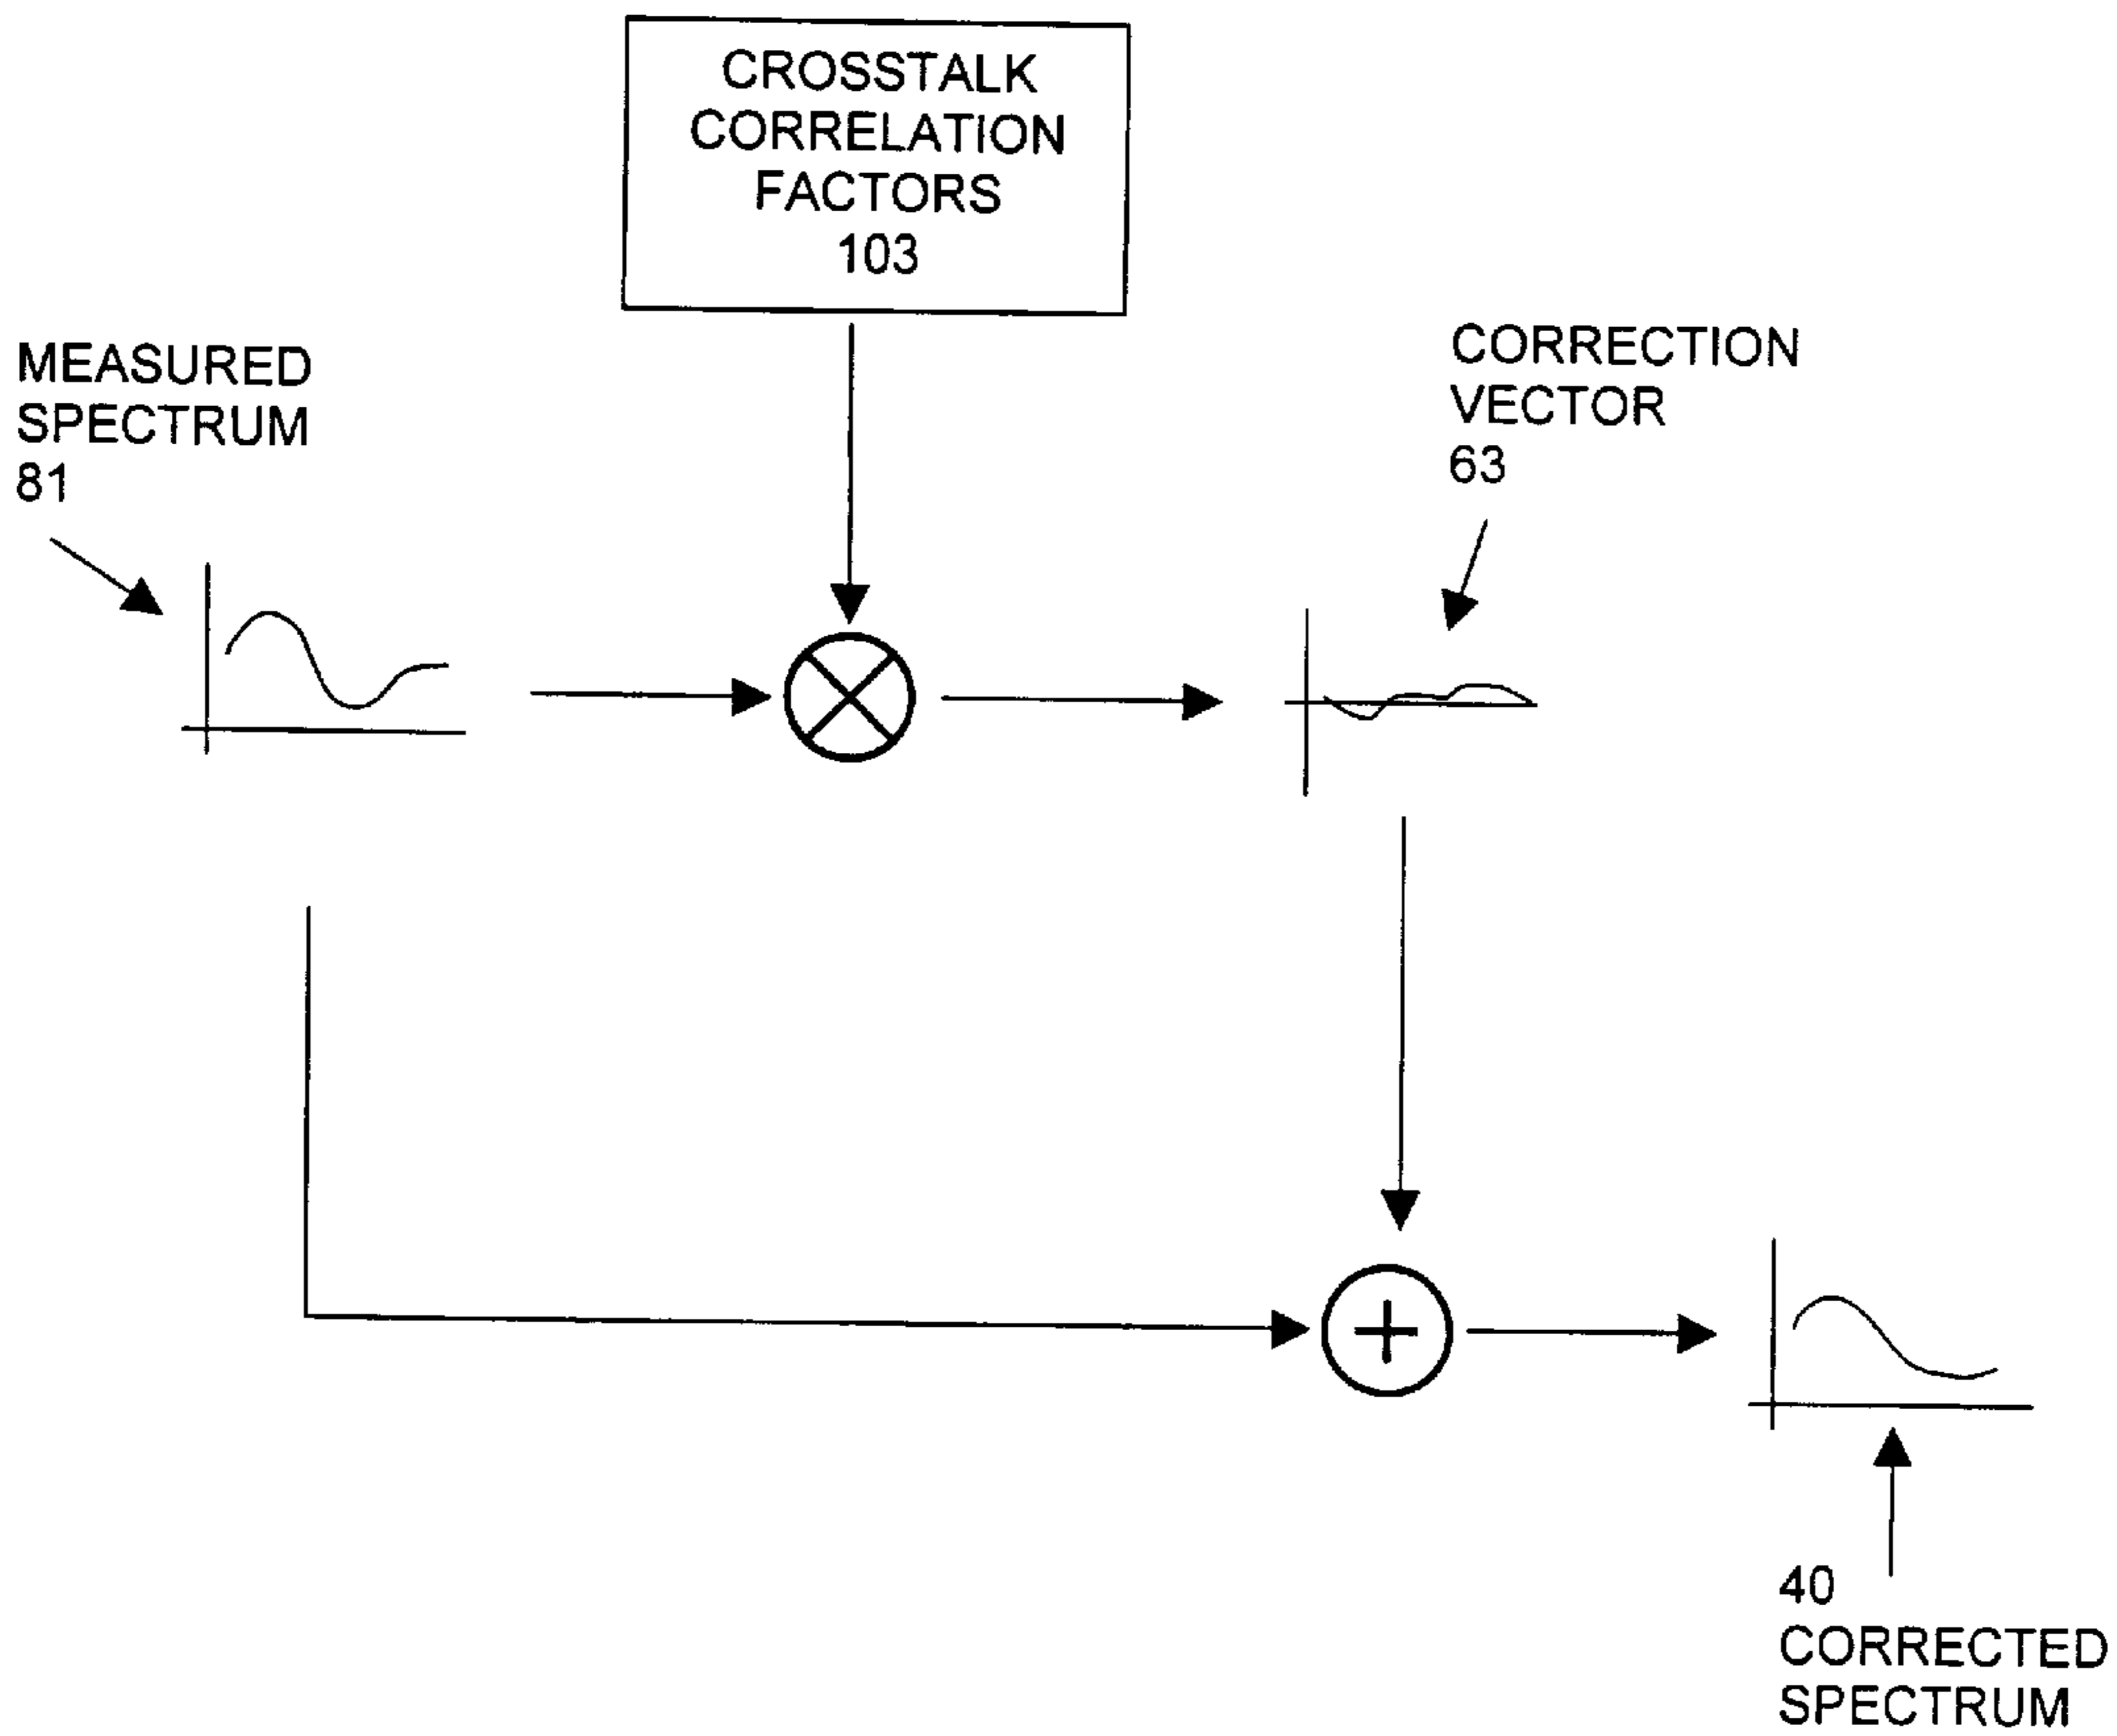 CROSSTALK
CORRELATION
FACTORS
103
MEASURED
SPECTRUM
81
CORRECTION
VECTOR
63
40
CORRECTED
SPECTRUM